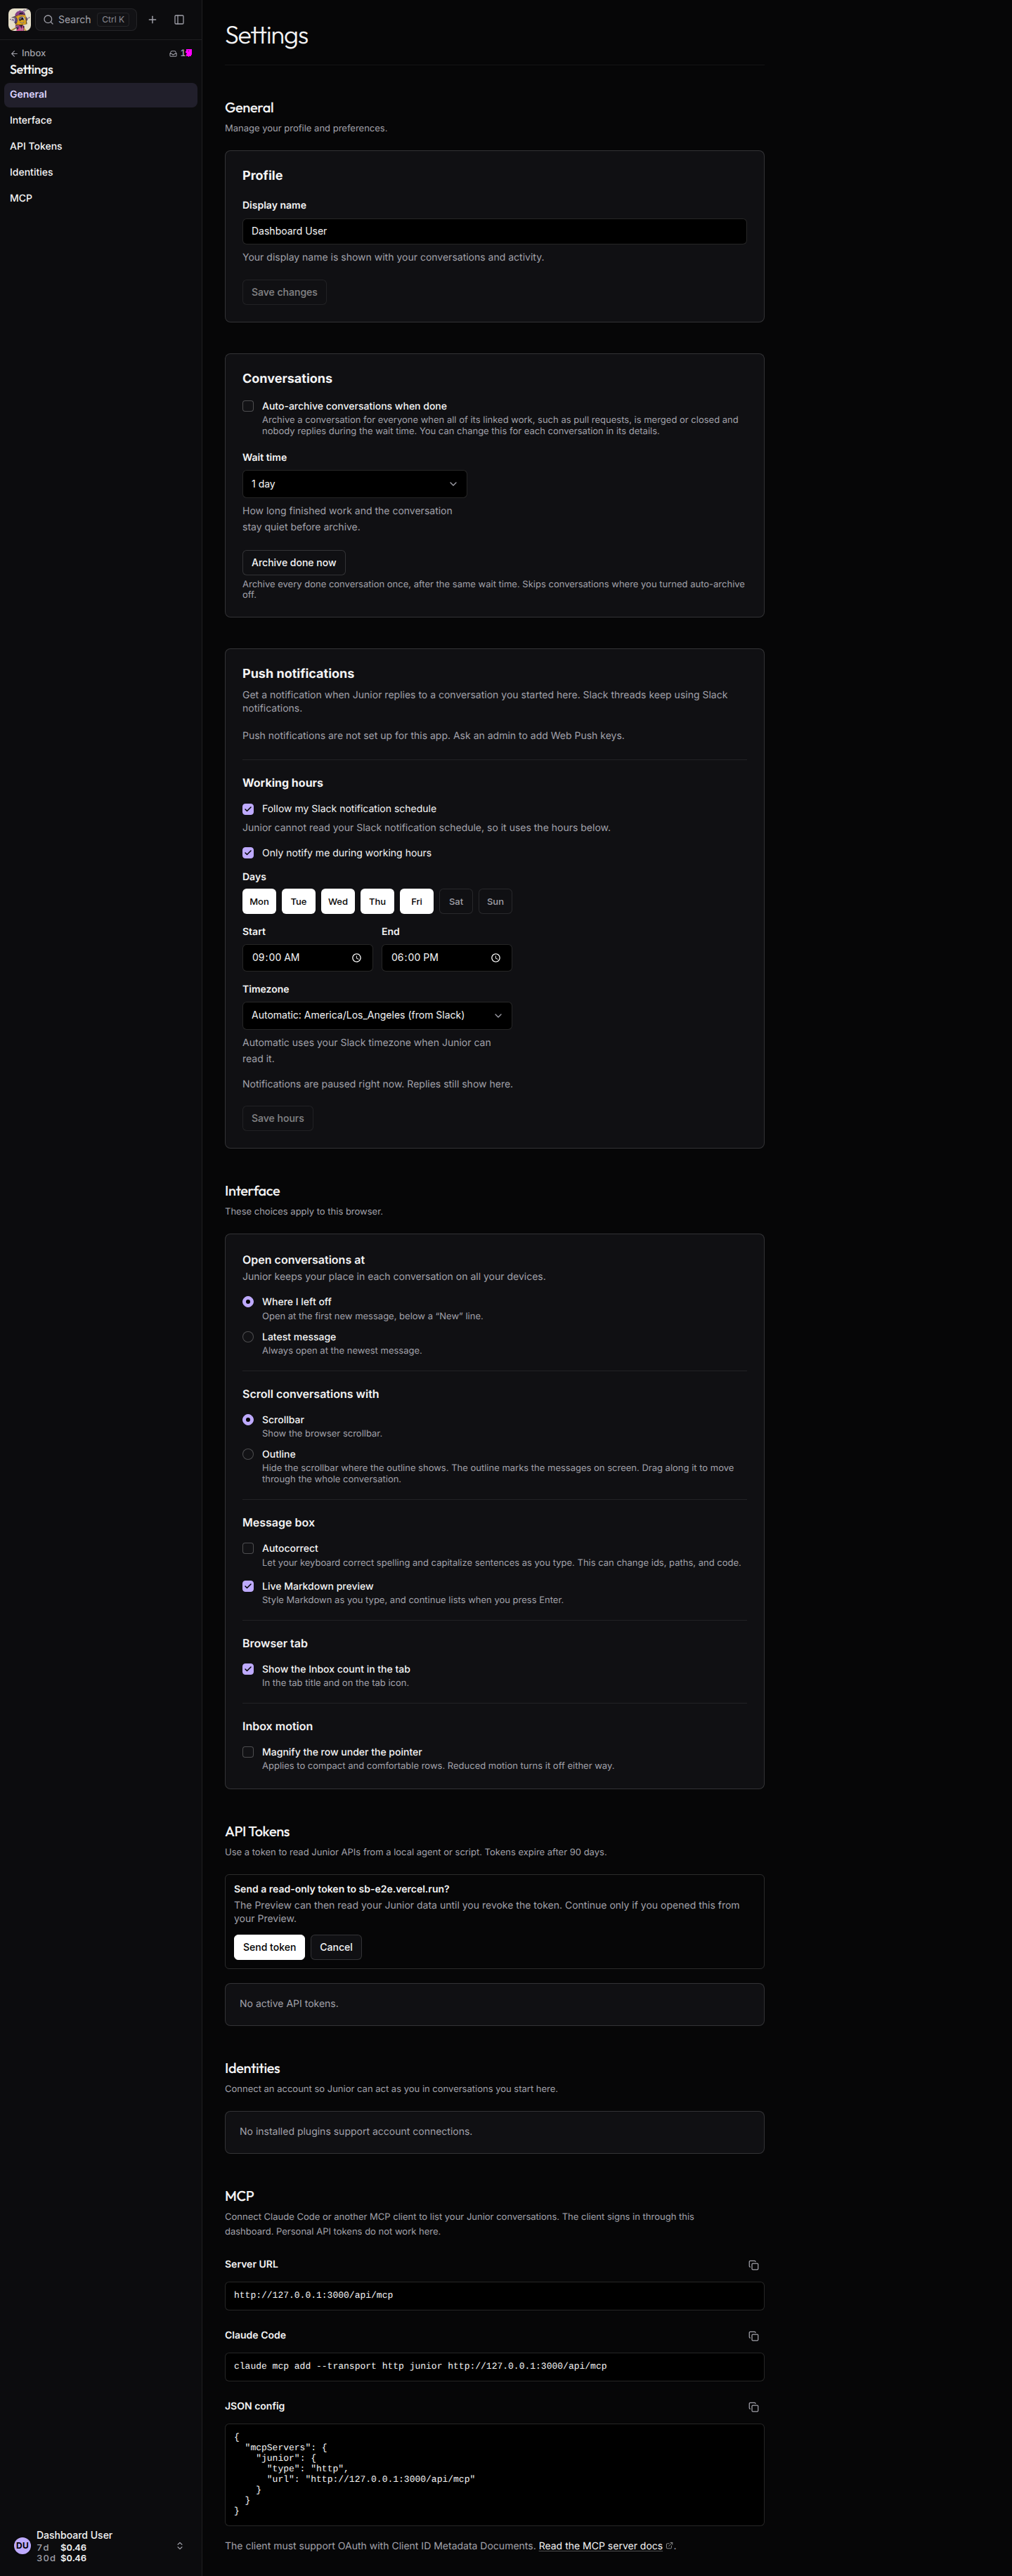 Search Ctrl K
Inbox
Settings
General
Interface
API Tokens
Identities
MCP
Settings
General
Manage your profile and preferences.
Profile
Display name
Dashboard User
Your display name is shown with your conversations and activity.
Save changes
Conversations
Auto-archive conversations when done
Archive a conversation for everyone when all of its linked work, such as pull requests, is merged or closed and
nobody replies during the wait time. You can change this for each conversation in its details.
Wait time
1 day
How long finished work and the conversation
stay quiet before archive.
Archive done now
Archive every done conversation once, after the same wait time. Skips conversations where you turned auto-archive
off.
Push notifications
Get a notification when Junior replies to a conversation you started here. Slack threads keep using Slack
notifications.
Push notifications are not set up for this app. Ask an admin to add Web Push keys.
Working hours
Follow my Slack notification schedule
Junior cannot read your Slack notification schedule, so it uses the hours below.
Only notify me during working hours
Days
Mon Tue Wed Thu Fri Sat Sun
Start End
09:00 AM 06:00 PM
Timezone
Automatic: America/Los_Angeles (from Slack)
Automatic uses your Slack timezone when Junior can
read it.
Notifications are paused right now. Replies still show here.
Save hours
Interface
These choices apply to this browser.
Open conversations at
Junior keeps your place in each conversation on all your devices.
Where I left off
Open at the first new message, below a “New” line.
Latest message
Always open at the newest message.
Scroll conversations with
Scrollbar
Show the browser scrollbar.
Outline
Hide the scrollbar where the outline shows. The outline marks the messages on screen. Drag along it to move
through the whole conversation.
Message box
Autocorrect
Let your keyboard correct spelling and capitalize sentences as you type. This can change ids, paths, and code.
Live Markdown preview
Style Markdown as you type, and continue lists when you press Enter.
Browser tab
Show the Inbox count in the tab
In the tab title and on the tab icon.
Inbox motion
Magnify the row under the pointer
Applies to compact and comfortable rows. Reduced motion turns it off either way.
API Tokens
Use a token to read Junior APIs from a local agent or script. Tokens expire after 90 days.
Send a read-only token to sb-e2e.vercel.run?
The Preview can then read your Junior data until you revoke the token. Continue only if you opened this from
your Preview.
Send token Cancel
No active API tokens.
Identities
Connect an account so Junior can act as you in conversations you start here.
No installed plugins support account connections.
MCP
Connect Claude Code or another MCP client to list your Junior conversations. The client signs in through this
dashboard. Personal API tokens do not work here.
Server URL
http://127.0.0.1:3000/api/mcp
Claude Code
claude mcp add --transport http junior http://127.0.0.1:3000/api/mcp
JSON config
{
"mcpServers": {
"junior": {
"type": "http",
"url": "http://127.0.0.1:3000/api/mcp"
}
}
}
The client must support OAuth with Client ID Metadata Documents. Read the MCP server docs.
DU Dashboard User
7d $0.46
30d $0.46